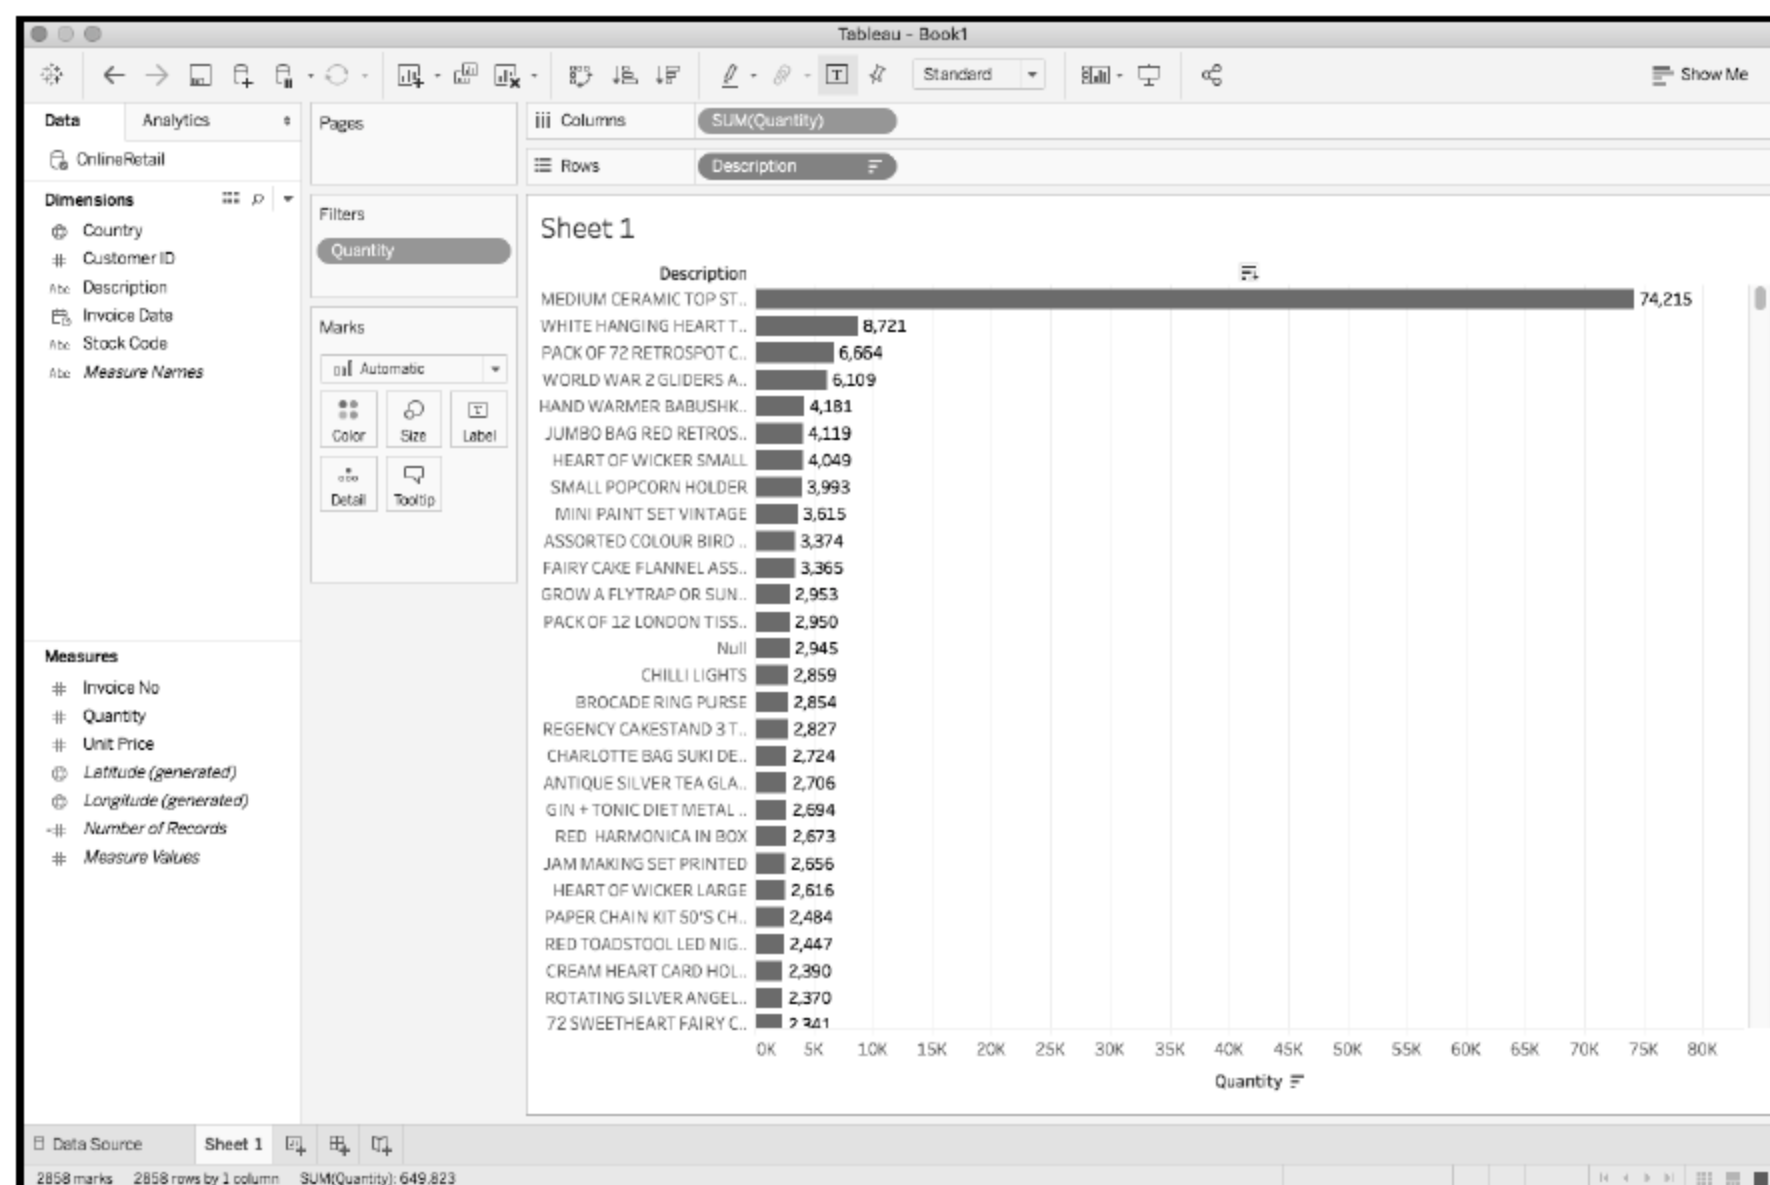 Tableau - Book1
Standard
Show Me
Data Analytics
OnlineRetail
Dimensions
Country
Customer ID
Abc Description
Invoice Date
Abc Stock Code
Abc Measure Names
Measures
Invoice No
Quantity
Unit Price
Latitude (generated)
Longitude (generated)
Number of Records
Measure Values
Pages
Filters
Quantity
Marks
Automatic
Color Size Label
Detail Tooltip
iii Columns SUM(Quantity)
Rows Description
Sheet 1
Description
MEDIUM CERAMIC TOP ST.. 74,215
WHITE HANGING HEART T.. 8,721
PACK OF 72 RETROSPOT C.. 6,664
WORLD WAR 2 GLIDERS A.. 6,109
HAND WARMER BABUSHK.. 4,181
JUMBO BAG RED RETROS.. 4,119
HEART OF WICKER SMALL 4,049
SMALL POPCORN HOLDER 3,993
MINI PAINT SET VINTAGE 3,615
ASSORTED COLOUR BIRD .. 3,374
FAIRY CAKE FLANNEL ASS.. 3,365
GROW A FLYTRAP OR SUN.. 2,953
PACK OF 12 LONDON TISS.. 2,950
Null 2,945
CHILLI LIGHTS 2,859
BROCADE RING PURSE 2,854
REGENCY CAKESTAND 3 T.. 2,827
CHARLOTTE BAG SUKI DE.. 2,724
ANTIQUE SILVER TEA GLA.. 2,706
GIN + TONIC DIET METAL .. 2,694
RED HARMONICA IN BOX 2,673
JAM MAKING SET PRINTED 2,656
HEART OF WICKER LARGE 2,616
PAPER CHAIN KIT 50'S CH.. 2,484
RED TOADSTOOL LED NIG.. 2,447
CREAM HEART CARD HOL.. 2,390
ROTATING SILVER ANGEL.. 2,370
72 SWEETHEART FAIRY C.. 2,341
0K 5K 10K 15K 20K 25K 30K 35K 40K 45K 50K 55K 60K 65K 70K 75K 80K
Quantity
Data Source Sheet 1
2858 marks 2858 rows by 1 column SUM(Quantity): 649,823